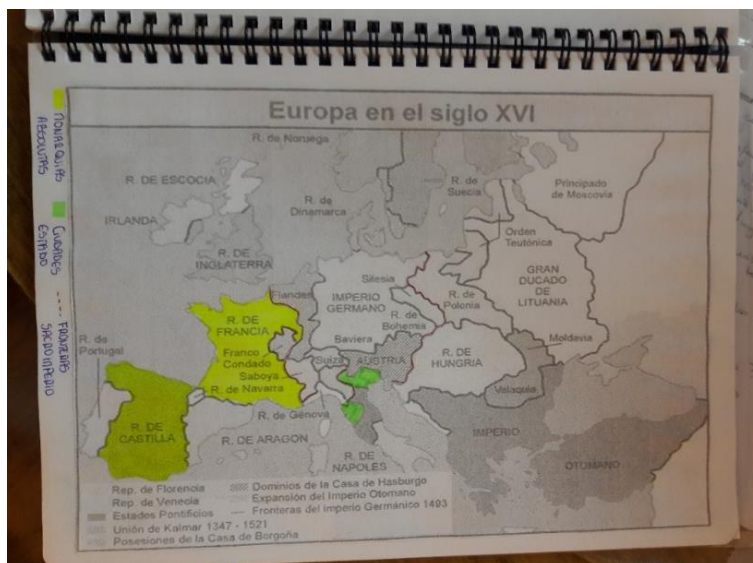 Europa en el siglo XVI
R. de Noruega
R. DE ESCOCIA
R. de
Suecia
Principado
de Moscovia
IRLANDA
R. de
Dinamarca
Orden
Teutónica
R. DE
INGLATERRA
GRAN
DUCADO
DE
LITUANIA
Silesia
Flandes
IMPERIO
GERMANO
R. de
Polonia
R. DE
FRANCIA
R. de
Bohemia
R. de
Portugal
Baviera
Moldavia
Franco
Condado
Suiza
AUSTRIA
R. DE
HUNGRIA
Saboya
R. de Navarra
Valaquia
R. de Génova
R. DE
CASTILLA
R. DE ARAGON
IMPERIO
R. DE
NAPOLES
OTOMANO
Rep. de Florencia
Rep. de Venecia
Estados Pontificios
Unión de Kalmar 1347 - 1521
Posesiones de la Casa de Borgoña
Dominios de la Casa de Hasburgo
Expansión del Imperio Otomano
Fronteras del imperio Germánico 1493
MONARQUIAS
ABSOLUTAS
CIUDADES
ESTADO
FRONTERAS
SACROIMPERIO